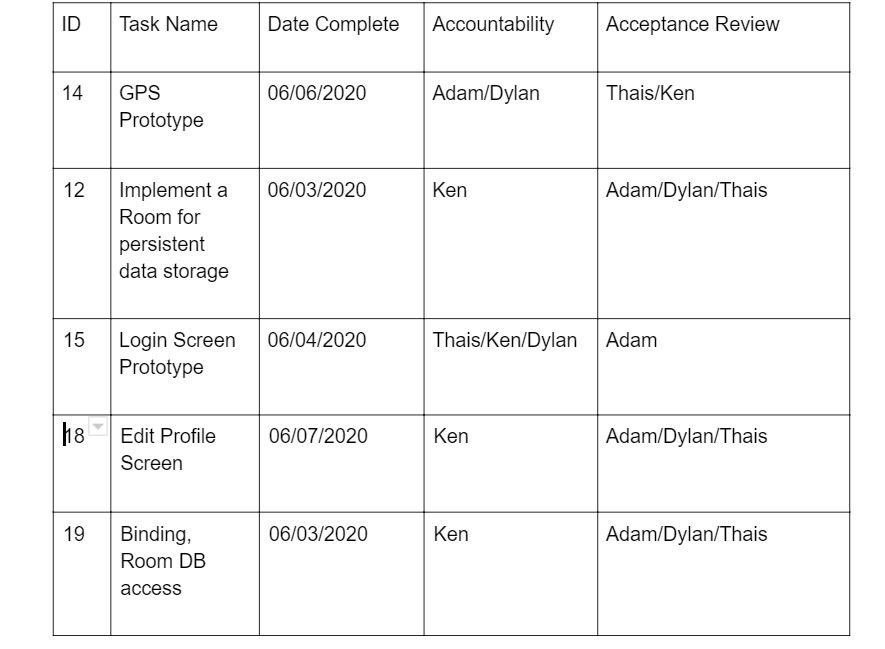 ID Task Name Date Complete Accountability Acceptance Review
14 GPS 06/06/2020 Adam/Dylan Thais/Ken
Prototype
12 Implement a 06/03/2020 Ken Adam/Dylan/Thais
Room for
persistent
data storage
15 Login Screen 06/04/2020 Thais/Ken/Dylan Adam
Prototype
18 Edit Profile 06/07/2020 Ken Adam/Dylan/Thais
Screen
19 Binding, 06/03/2020 Ken Adam/Dylan/Thais
Room DB
access